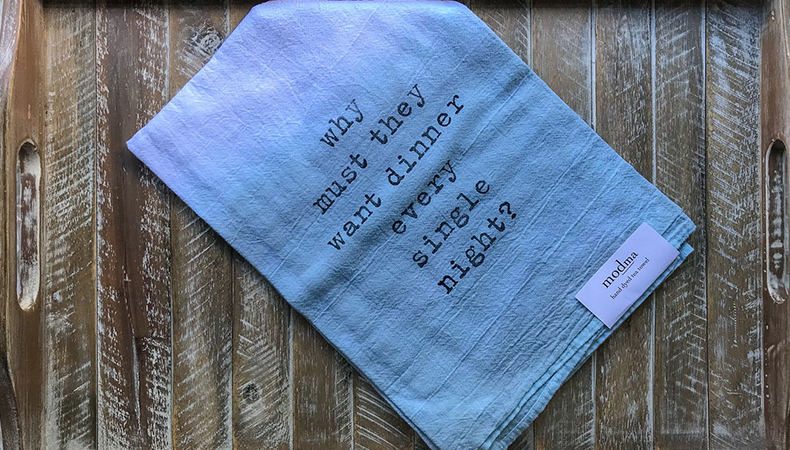 why
must they
want dinner
every
single
night?
modma
hand dyed tea towel